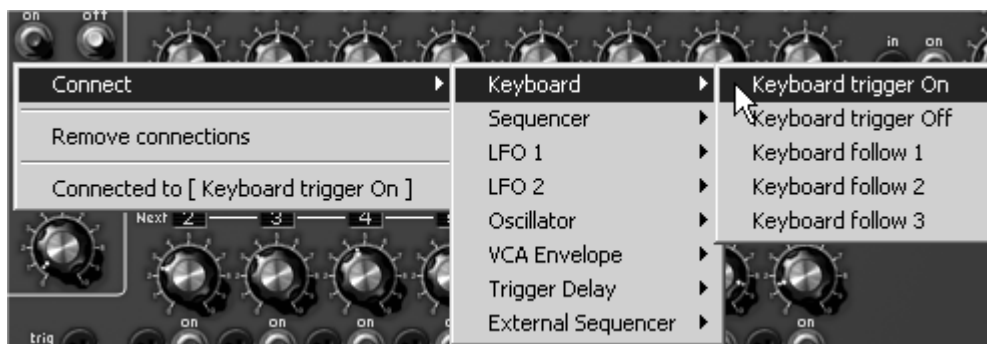 on off
in on
Connect
Remove connections
Connected to [ Keyboard trigger On ]
Keyboard
Sequencer
LFO 1
LFO 2
Oscillator
VCA Envelope
Trigger Delay
External Sequencer
Keyboard trigger On
Keyboard trigger Off
Keyboard follow 1
Keyboard follow 2
Keyboard follow 3
Next 2 3 4
on on on on
trig